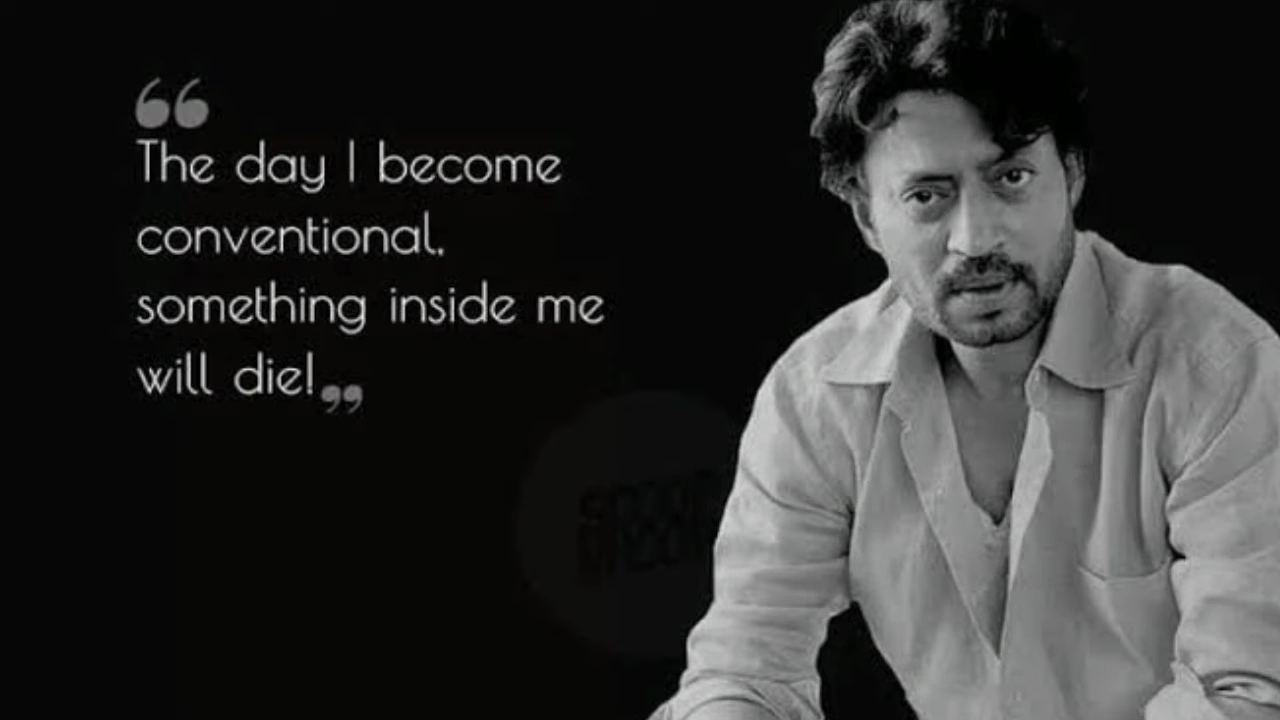 “The day I become
conventional,
something inside me
will die!”